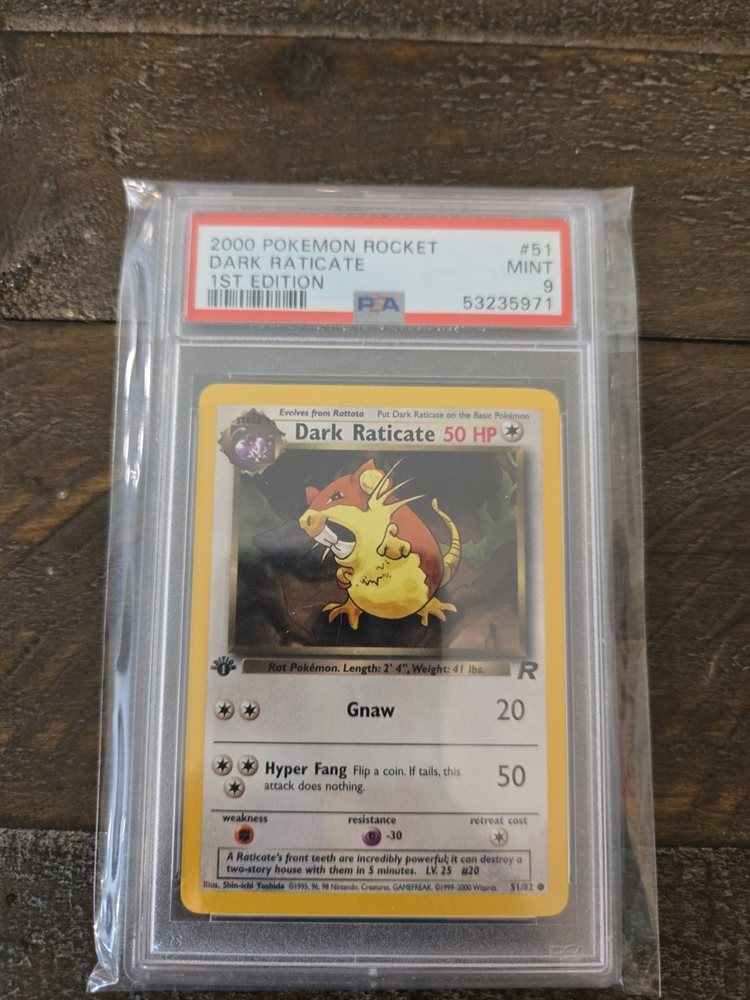 2000 POKEMON ROCKET #51
DARK RATICATE MINT
1ST EDITION 9
PSA 53235971
Evolves from Rattata Put Dark Raticate on the Basic Pokémon
STAGE
Dark Raticate 50 HP
EDITION
1
Rat Pokémon. Length: 2' 4", Weight: 41 lbs. R
Gnaw 20
Hyper Fang Flip a coin. If tails, this
attack does nothing. 50
weakness resistance retreat cost
-30
A Raticate's front teeth are incredibly powerful; it can destroy a
two-story house with them in 5 minutes. LV. 25 #20
Illus. Shin-ichi Yoshida ©1995, 96, 98 Nintendo, Creatures, GAMEFREAK. ©1999-2000 Wizards 51/82
PSA